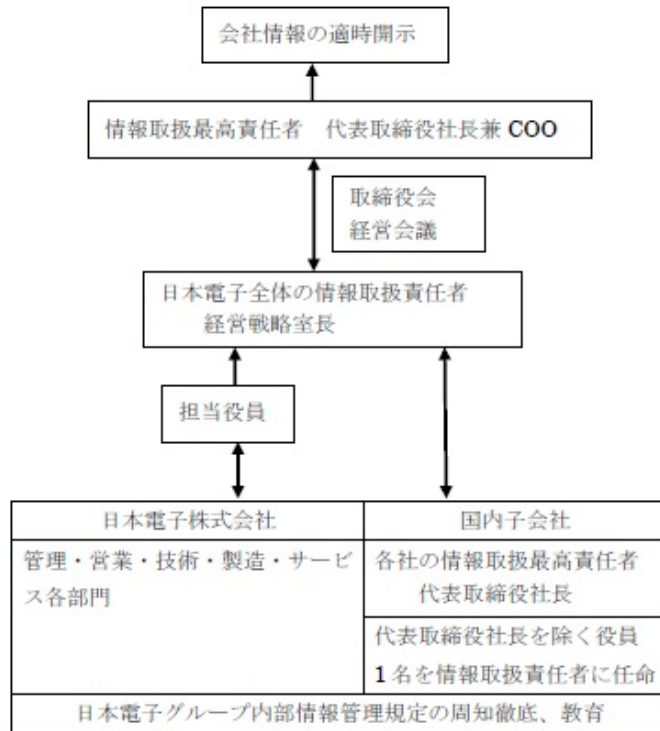 会社情報の適時開示
情報取扱最高責任者　代表取締役社長兼 COO
取締役会
経営会議
日本電子全体の情報取扱責任者
経営戦略室長
担当役員
日本電子株式会社
国内子会社
管理・営業・技術・製造・サービ
ス各部門
各社の情報取扱最高責任者
代表取締役社長
代表取締役社長を除く役員
1 名を情報取扱責任者に任命
日本電子グループ内部情報管理規定の周知徹底、教育